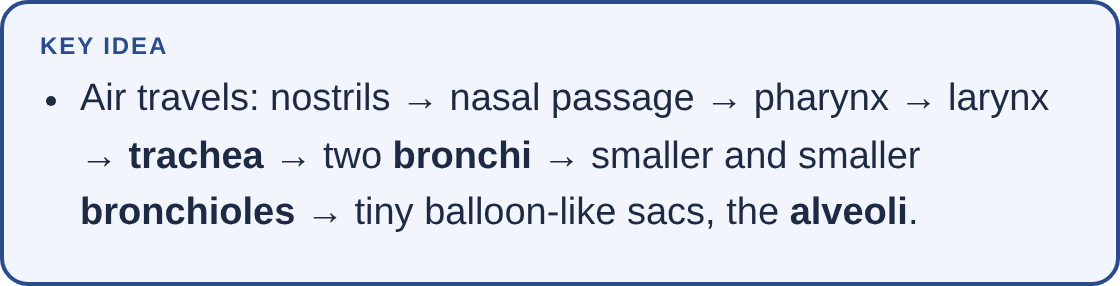 KEY IDEA
• Air travels: nostrils → nasal passage → pharynx → larynx
→ trachea → two bronchi → smaller and smaller
bronchioles → tiny balloon-like sacs, the alveoli.